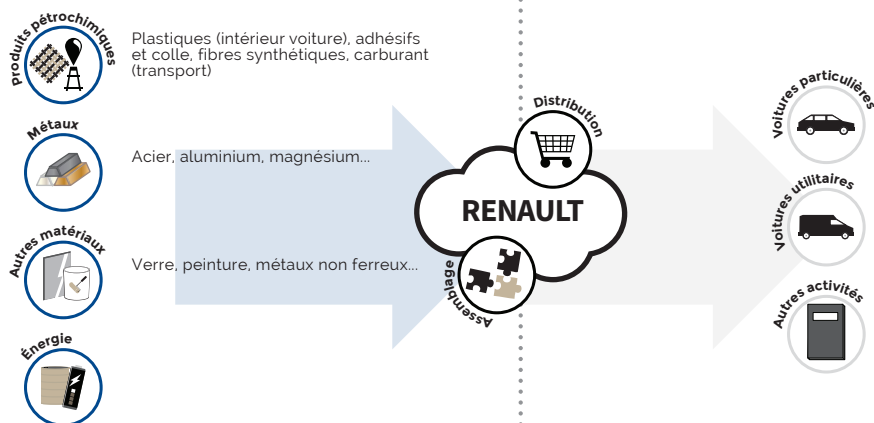 Produits pétrochimiques
Plastiques (intérieur voiture), adhésifs
et colle, fibres synthétiques, carburant
(transport)
Métaux
Acier, aluminium, magnésium...
Autres matériaux
Verre, peinture, métaux non ferreux...
Énergie
Distribution
RENAULT
Assemblage
Voitures particulières
Voitures utilitaires
Autres activités